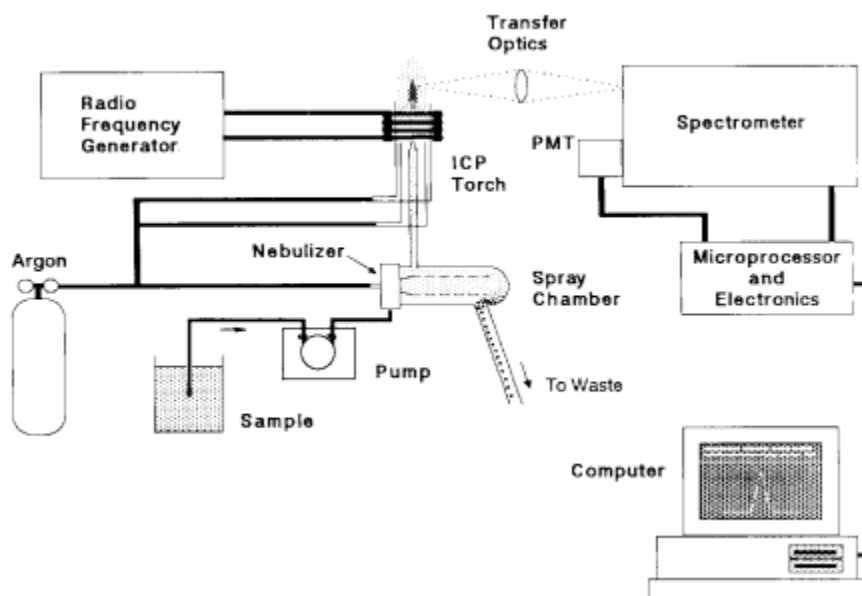 Transfer
Optics
Radio
Frequency
Generator
Spectrometer
PMT
ICP
Torch
Nebulizer
Argon
Spray
Chamber
Microprocessor
and
Electronics
Pump
To Waste
Sample
Computer